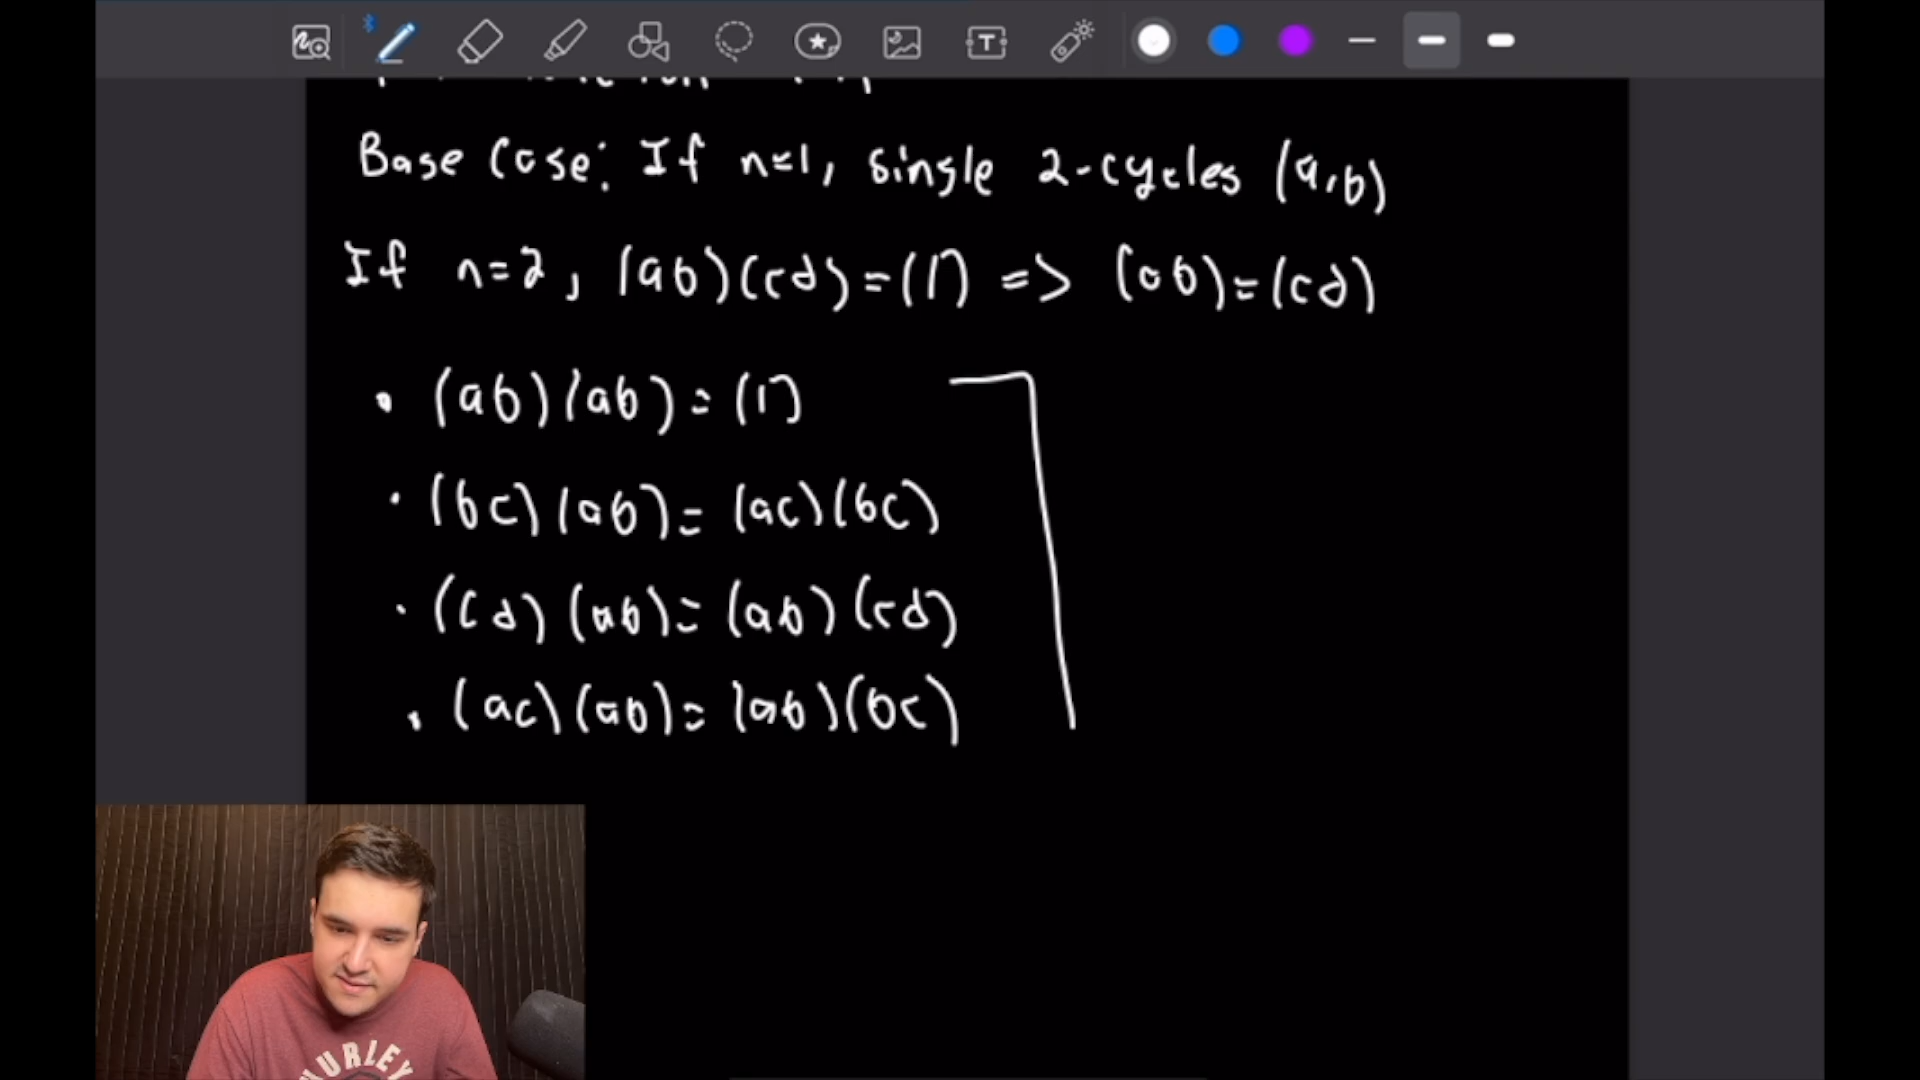 Base Case: If n=1, single 2-cycles (a,b)
If n=2, (ab)(cd)=(1) => (ab)=(cd)
• (ab)(ab)=(1)
• (bc)(ab)=(ac)(bc)
• (cd)(ab)=(ab)(cd)
• (ac)(ab)=(ab)(bc)
HURLEY